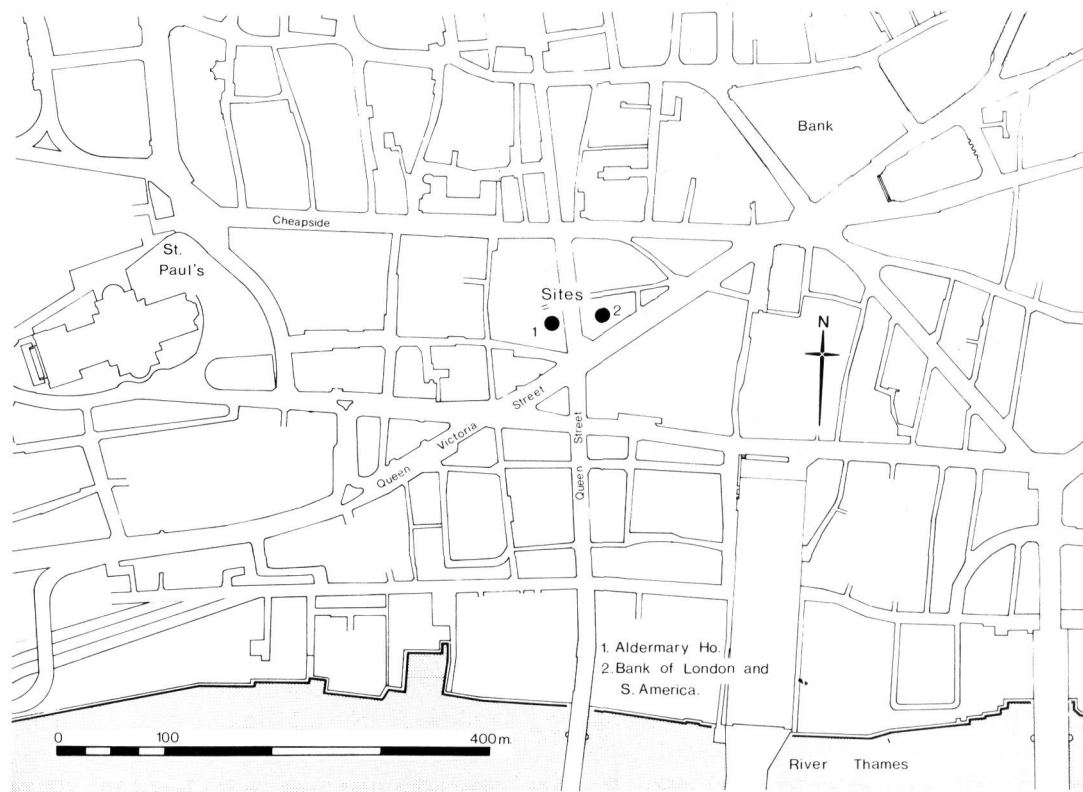 Bank
Cheapside
St.
Paul's
Sites
1
2
N
Queen Victoria Street
Queen Street
1. Aldermary Ho.
2. Bank of London and
S. America.
0 100 400 m.
River Thames